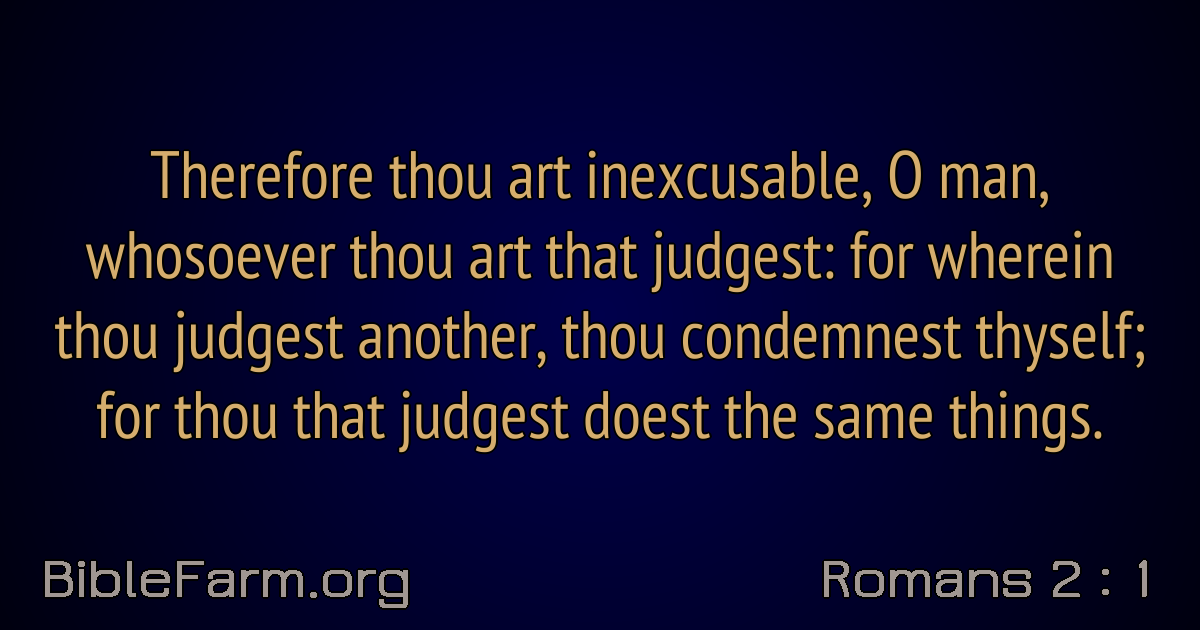 Therefore thou art inexcusable, O man,
whosoever thou art that judgest: for wherein
thou judgest another, thou condemnest thyself;
for thou that judgest doest the same things.
BibleFarm.org
Romans 2 : 1